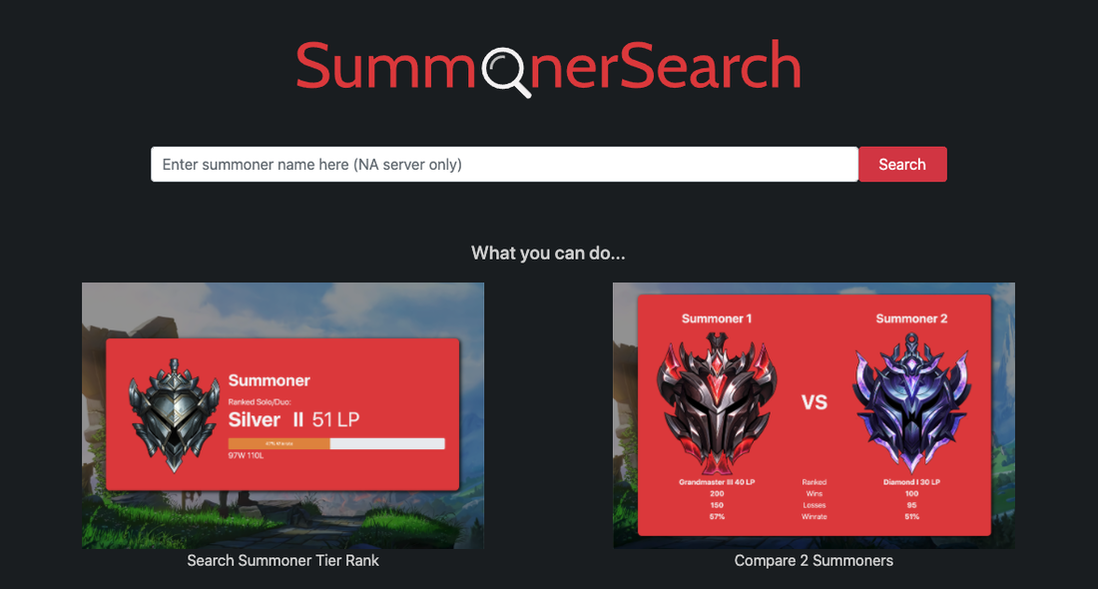 SummonerSearch
Enter summoner name here (NA server only)
Search
What you can do...
Summoner
Ranked Solo/Duo:
Silver II 51 LP
97W 110L
Search Summoner Tier Rank
Summoner 1
Summoner 2
VS
Grandmaster III 40 LP Ranked Diamond I 30 LP
200 Wins 100
150 Losses 95
57% Winrate 51%
Compare 2 Summoners